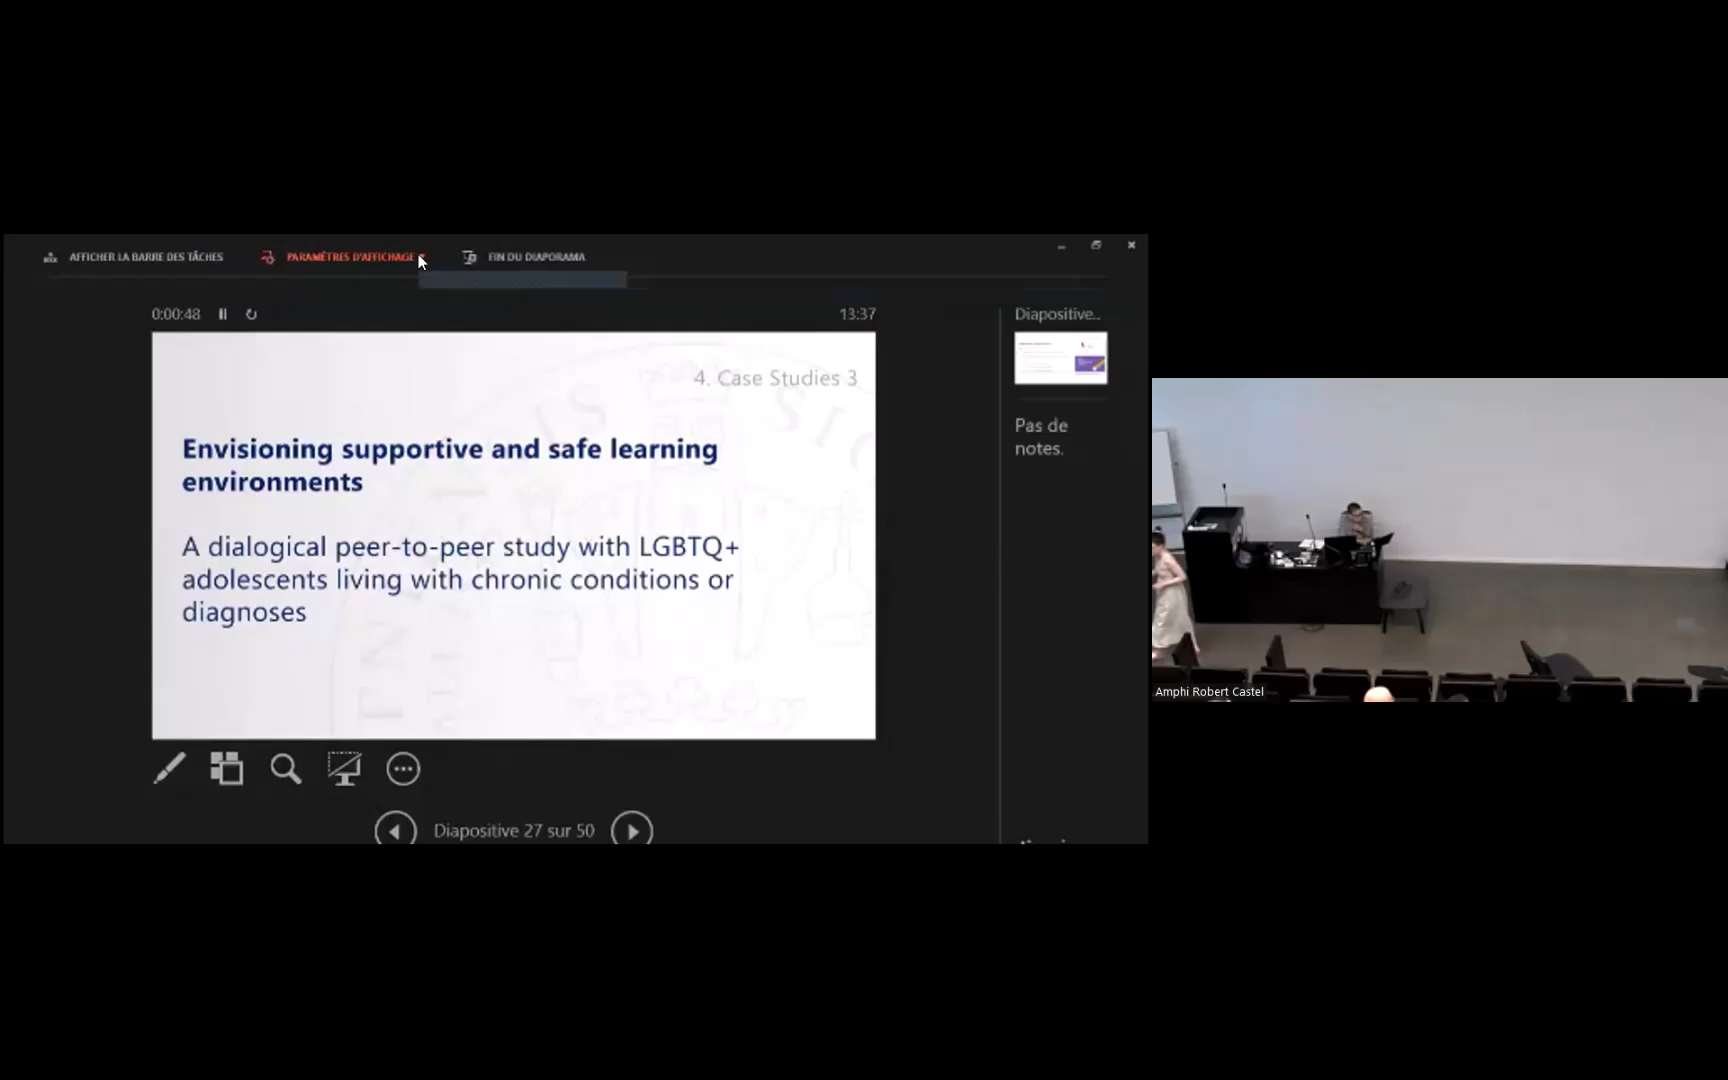 AFFICHER LA BARRE DES TÂCHES
PARAMÈTRES D'AFFICHAGE
FIN DU DIAPORAMA
0:00:48
13:37
Diapositive..
4. Case Studies 3
Envisioning supportive and safe learning
environments
A dialogical peer-to-peer study with LGBTQ+
adolescents living with chronic conditions or
diagnoses
Pas de
notes.
Diapositive 27 sur 50
Amphi Robert Castel